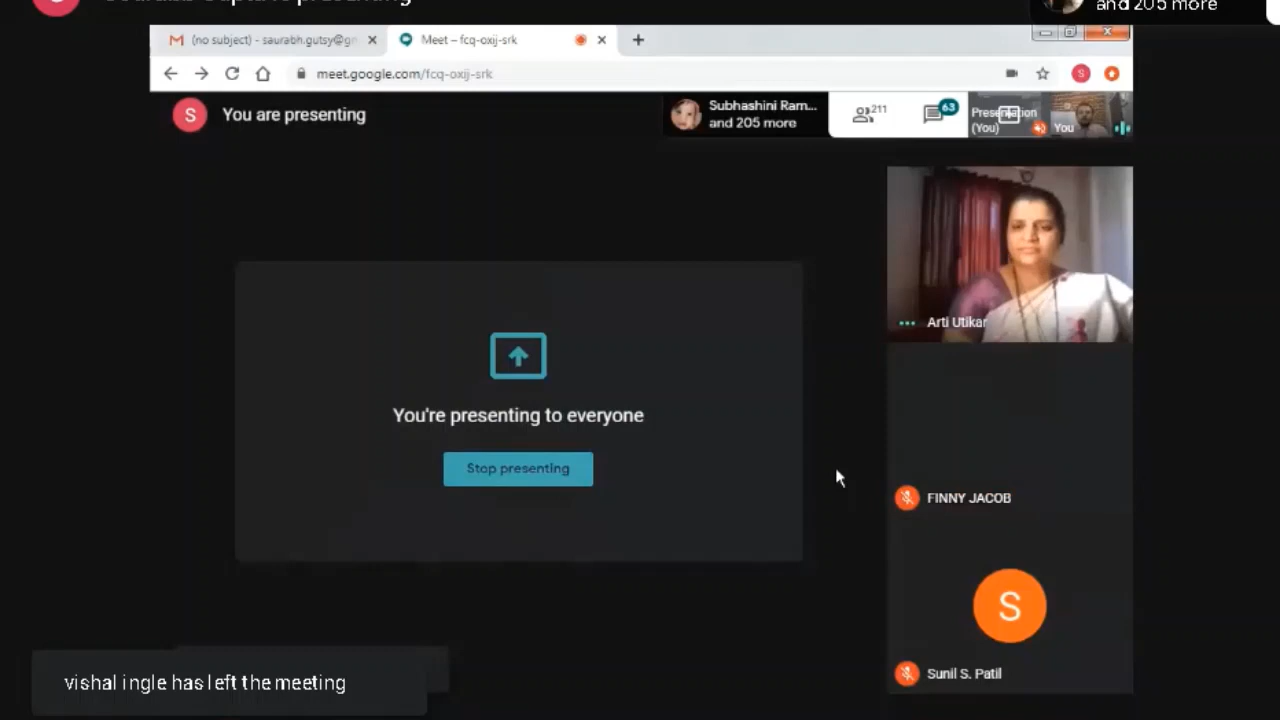 and 205 more
(no subject) - saurabh.gutsy@g
Meet – fcq-oxij-srk
meet.google.com/fcq-oxij-srk
S
S
You are presenting
Subhashini Ram...
and 205 more
211
63
Presentation
(You)
You
Arti Utikar
You're presenting to everyone
Stop presenting
FINNY JACOB
S
Sunil S. Patil
vishal ingle has left the meeting